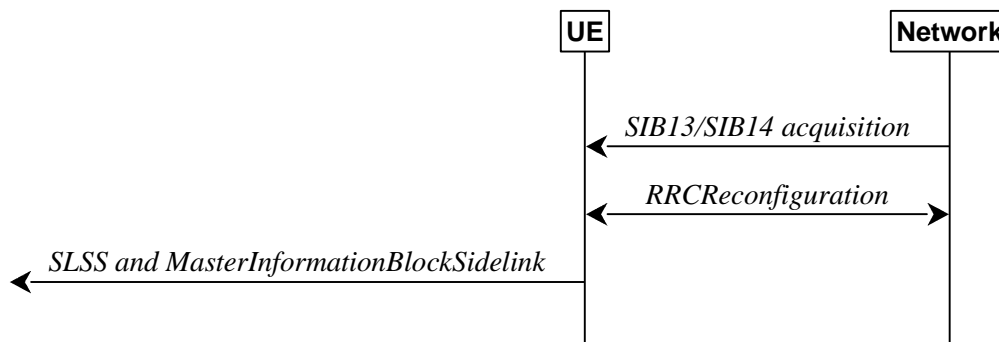 UE
Network
SIB13/SIB14 acquisition
RRCReconfiguration
SLSS and MasterInformationBlockSidelink